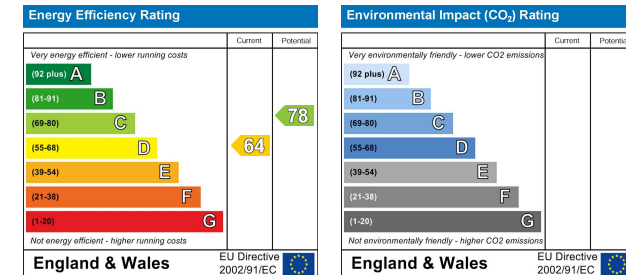 Energy Efficiency Rating
Current Potential
Very energy efficient - lower running costs
(92 plus) A
(81-91) B
(69-80) C
(55-68) D
(39-54) E
(21-38) F
(1-20) G
78
64
Not energy efficient - higher running costs
England & Wales
EU Directive
2002/91/EC
Environmental Impact (CO₂) Rating
Current Potential
Very environmentally friendly - lower CO2 emissions
(92 plus) A
(81-91) B
(69-80) C
(55-68) D
(39-54) E
(21-38) F
(1-20) G
Not environmentally friendly - higher CO2 emissions
England & Wales
EU Directive
2002/91/EC